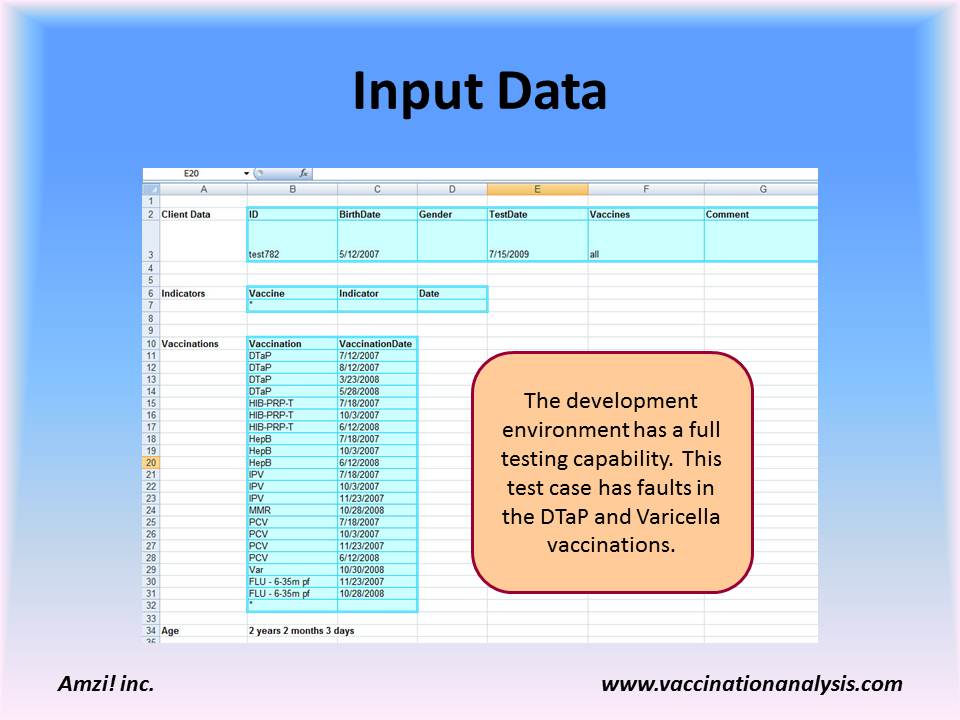 Input Data
E20 fx
A B C D E F G
1
2 Client Data ID BirthDate Gender TestDate Vaccines Comment
3 test782 5/12/2007 7/15/2009 all
4
5
6 Indicators Vaccine Indicator Date
7 *
8
9
10 Vaccinations Vaccination VaccinationDate
11 DTaP 7/12/2007
12 DTaP 8/12/2007
13 DTaP 3/23/2008
14 DTaP 5/28/2008
15 HIB-PRP-T 7/18/2007
16 HIB-PRP-T 10/3/2007
17 HIB-PRP-T 6/12/2008
18 HepB 7/18/2007
19 HepB 10/3/2007
20 HepB 6/12/2008
21 IPV 7/18/2007
22 IPV 10/3/2007
23 IPV 11/23/2007
24 MMR 10/28/2008
25 PCV 7/18/2007
26 PCV 10/3/2007
27 PCV 11/23/2007
28 PCV 6/12/2008
29 Var 10/30/2008
30 FLU - 6-35m pf 11/23/2007
31 FLU - 6-35m pf 10/28/2008
32 *
33
34 Age 2 years 2 months 3 days
35
The development
environment has a full
testing capability. This
test case has faults in
the DTaP and Varicella
vaccinations.
Amzi! inc. www.vaccinationanalysis.com